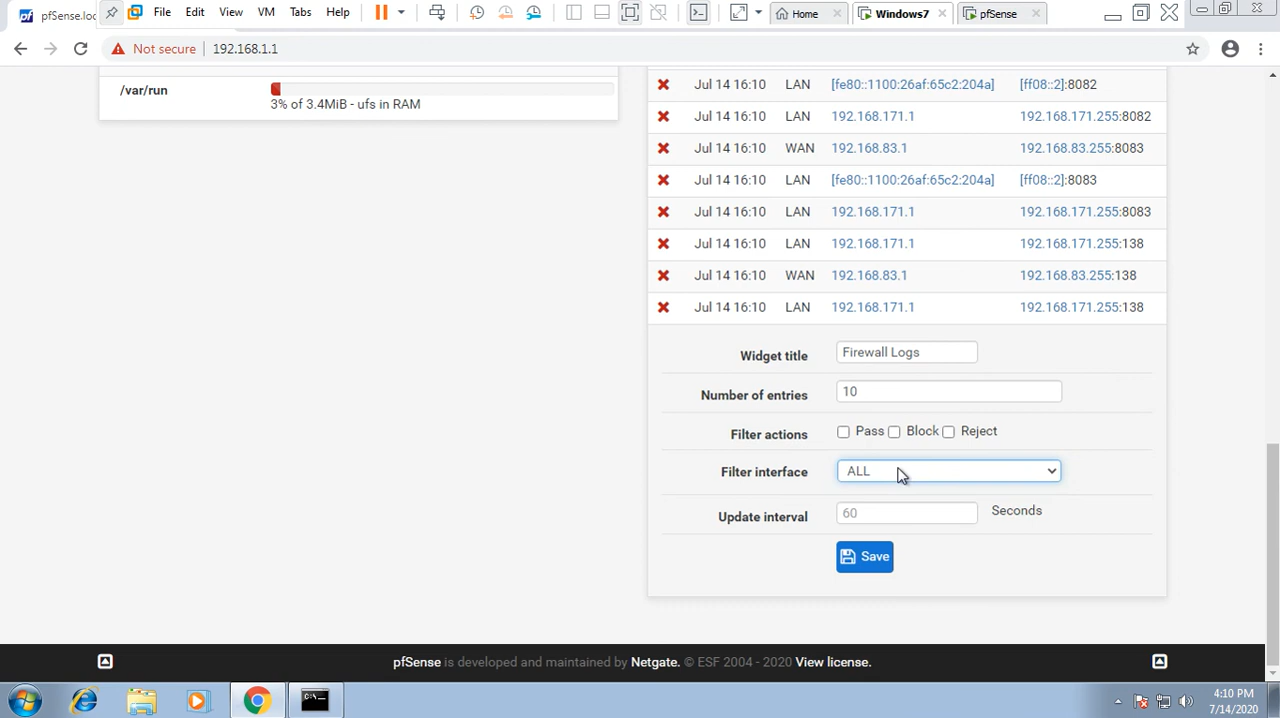 pfSense.loc
File Edit View VM Tabs Help
Home
Windows7
pfSense
Not secure 192.168.1.1
/var/run
3% of 3.4MiB - ufs in RAM
Jul 14 16:10 LAN [fe80::1100:26af:65c2:204a] [ff08::2]:8082
Jul 14 16:10 LAN 192.168.171.1 192.168.171.255:8082
Jul 14 16:10 WAN 192.168.83.1 192.168.83.255:8083
Jul 14 16:10 LAN [fe80::1100:26af:65c2:204a] [ff08::2]:8083
Jul 14 16:10 LAN 192.168.171.1 192.168.171.255:8083
Jul 14 16:10 LAN 192.168.171.1 192.168.171.255:138
Jul 14 16:10 WAN 192.168.83.1 192.168.83.255:138
Jul 14 16:10 LAN 192.168.171.1 192.168.171.255:138
Widget title Firewall Logs
Number of entries 10
Filter actions Pass Block Reject
Filter interface ALL
Update interval 60 Seconds
Save
pfSense is developed and maintained by Netgate. © ESF 2004 - 2020 View license.
C:\
4:10 PM
7/14/2020